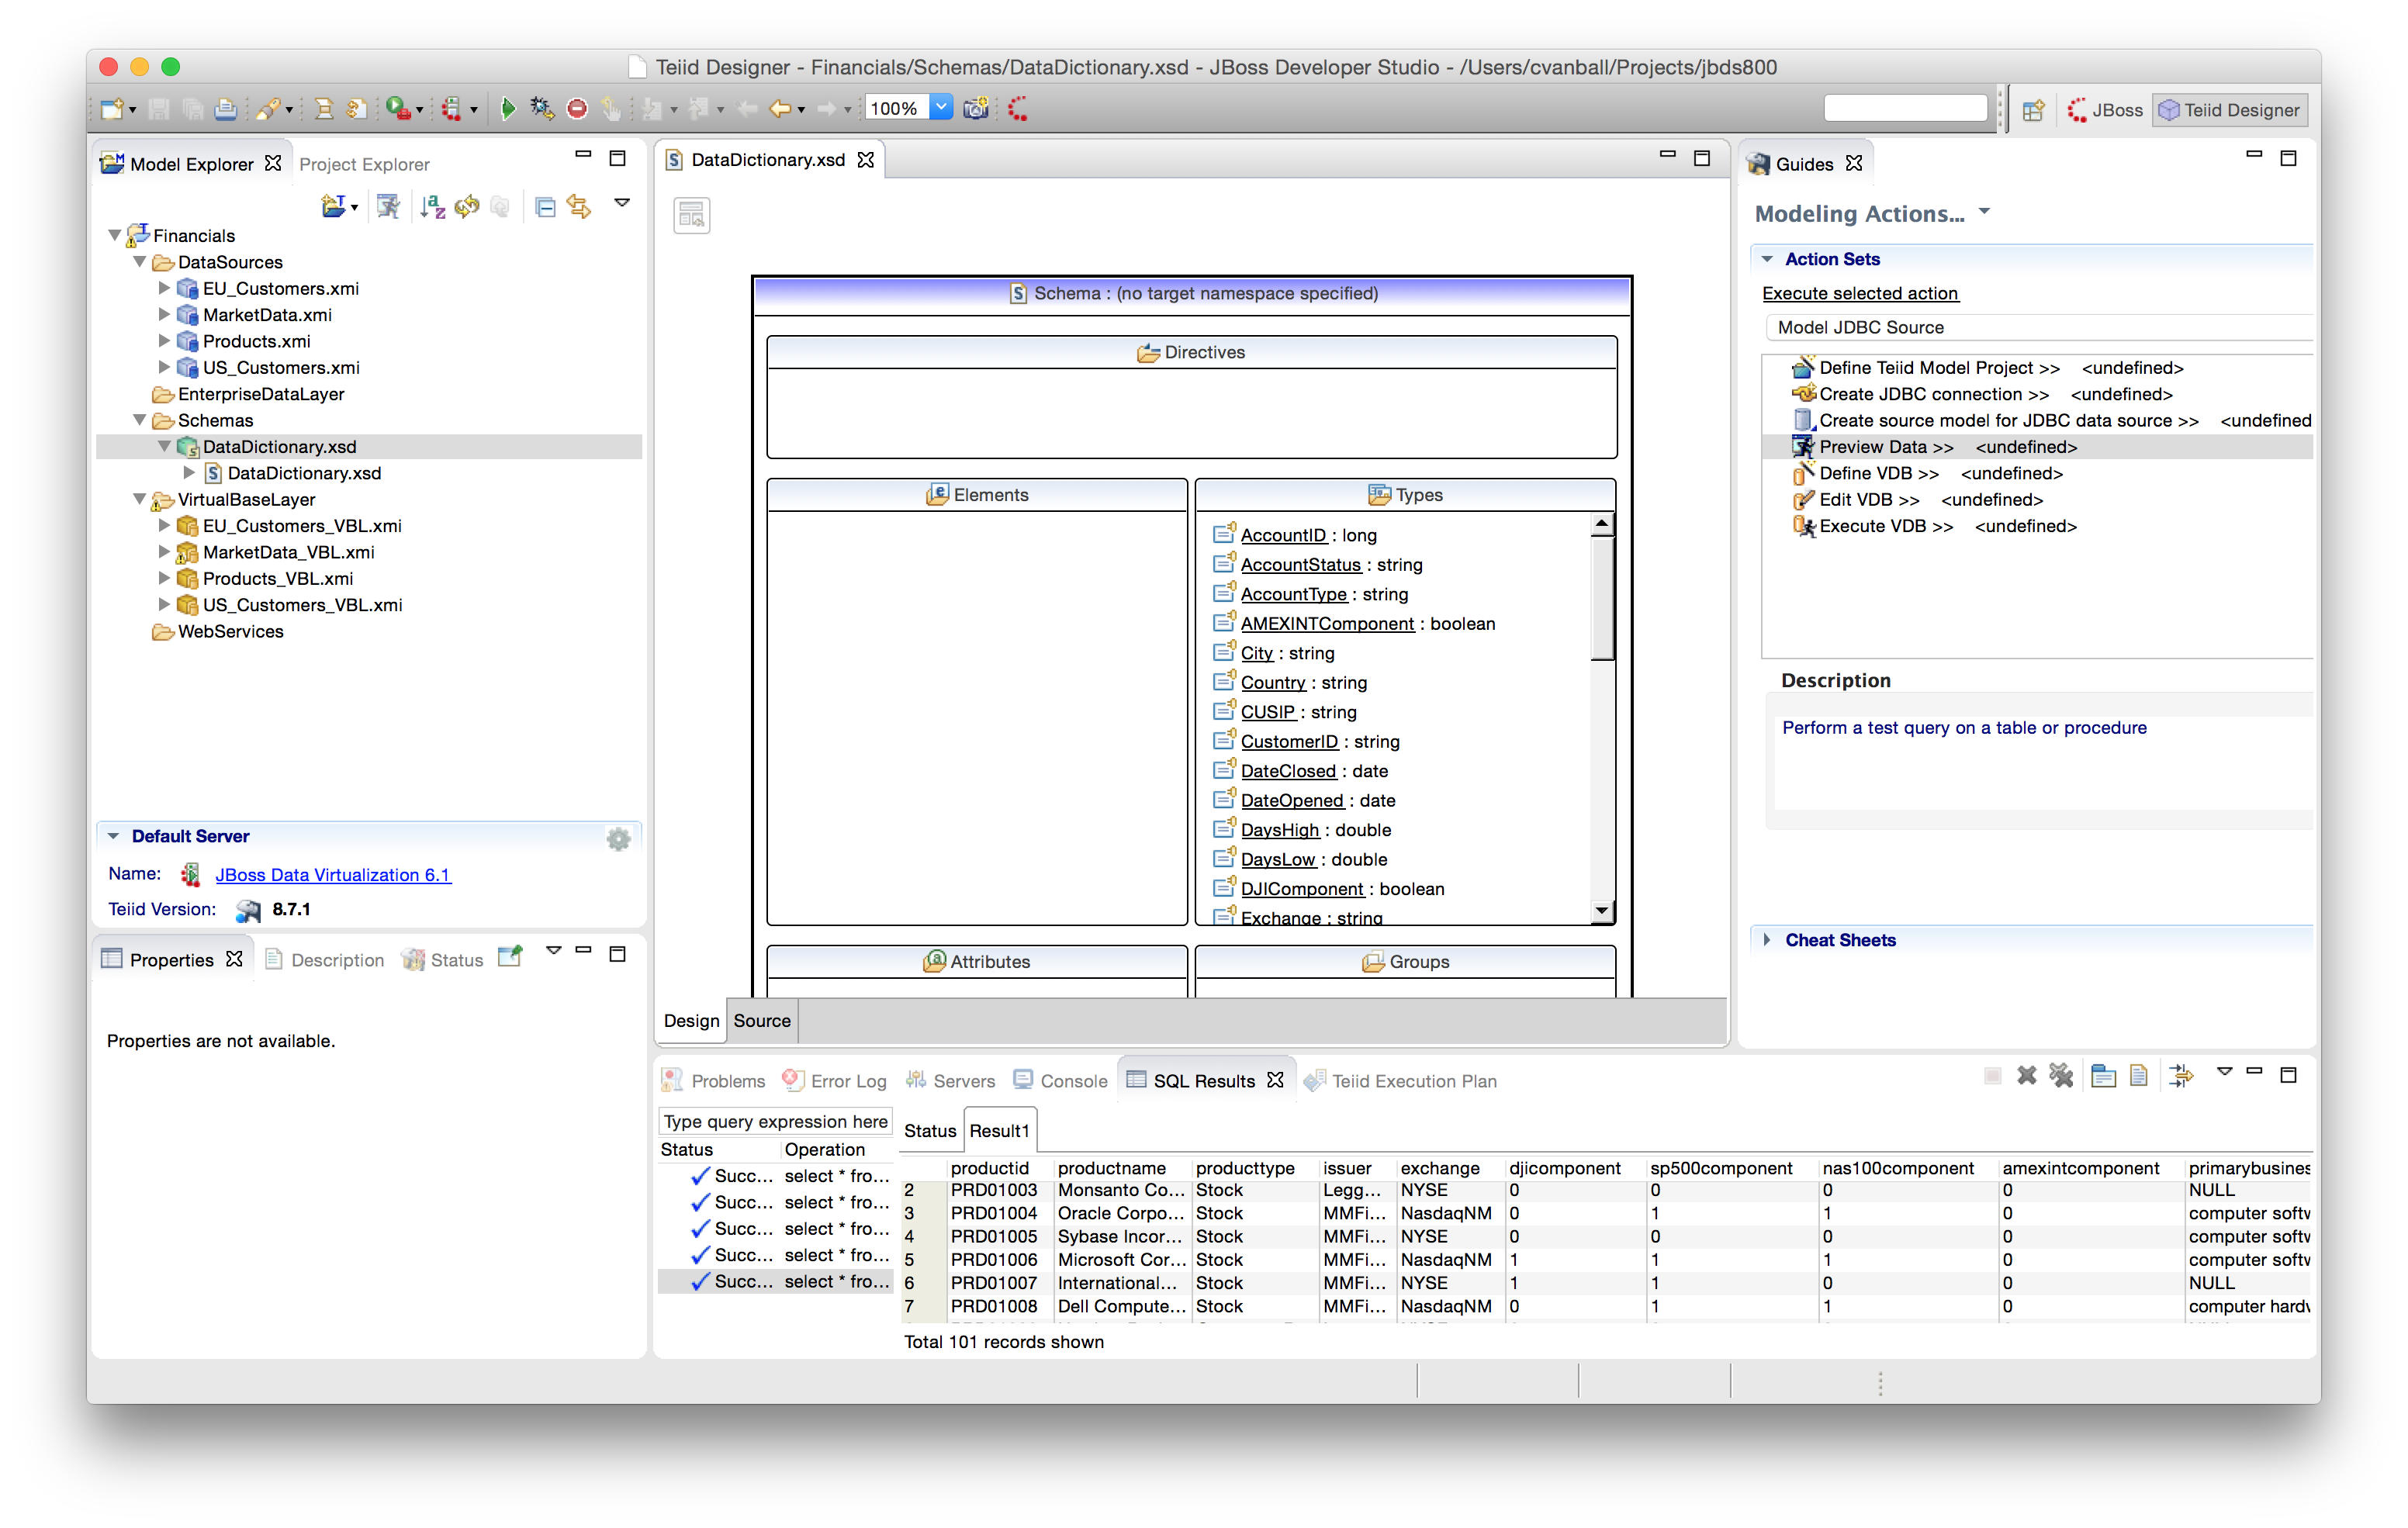 Teiid Designer - Financials/Schemas/DataDictionary.xsd - JBoss Developer Studio - /Users/cvanball/Projects/jbds800
100%
JBoss
Teiid Designer
Model Explorer
Project Explorer
Financials
DataSources
EU_Customers.xmi
MarketData.xmi
Products.xmi
US_Customers.xmi
EnterpriseDataLayer
Schemas
DataDictionary.xsd
DataDictionary.xsd
VirtualBaseLayer
EU_Customers_VBL.xmi
MarketData_VBL.xmi
Products_VBL.xmi
US_Customers_VBL.xmi
WebServices
Default Server
Name: JBoss Data Virtualization 6.1
Teiid Version: 8.7.1
Properties Description Status
Properties are not available.
DataDictionary.xsd
Schema : (no target namespace specified)
Directives
Elements
Types
AccountID : long
AccountStatus : string
AccountType : string
AMEXINTComponent : boolean
City : string
Country : string
CUSIP : string
CustomerID : string
DateClosed : date
DateOpened : date
DaysHigh : double
DaysLow : double
DJIComponent : boolean
Exchange : string
Attributes
Groups
Design Source
Guides
Modeling Actions...
Action Sets
Execute selected action
Model JDBC Source
Define Teiid Model Project >> <undefined>
Create JDBC connection >> <undefined>
Create source model for JDBC data source >> <undefined
Preview Data >> <undefined>
Define VDB >> <undefined>
Edit VDB >> <undefined>
Execute VDB >> <undefined>
Description
Perform a test query on a table or procedure
Cheat Sheets
Problems Error Log Servers Console SQL Results Teiid Execution Plan
Type query expression here
Status Operation
Succ... select * fro...
Succ... select * fro...
Succ... select * fro...
Succ... select * fro...
Succ... select * fro...
Status Result1
productid productname producttype issuer exchange djicomponent sp500component nas100component amexintcomponent primarybusines
2 PRD01003 Monsanto Co... Stock Legg... NYSE 0 0 0 0 NULL
3 PRD01004 Oracle Corpo... Stock MMFi... NasdaqNM 0 1 1 0 computer softw
4 PRD01005 Sybase Incor... Stock MMFi... NYSE 0 0 0 0 computer softw
5 PRD01006 Microsoft Cor... Stock MMFi... NasdaqNM 1 1 1 0 computer softw
6 PRD01007 International... Stock MMFi... NYSE 1 1 0 0 NULL
7 PRD01008 Dell Compute... Stock MMFi... NasdaqNM 0 1 1 0 computer hardw
Total 101 records shown